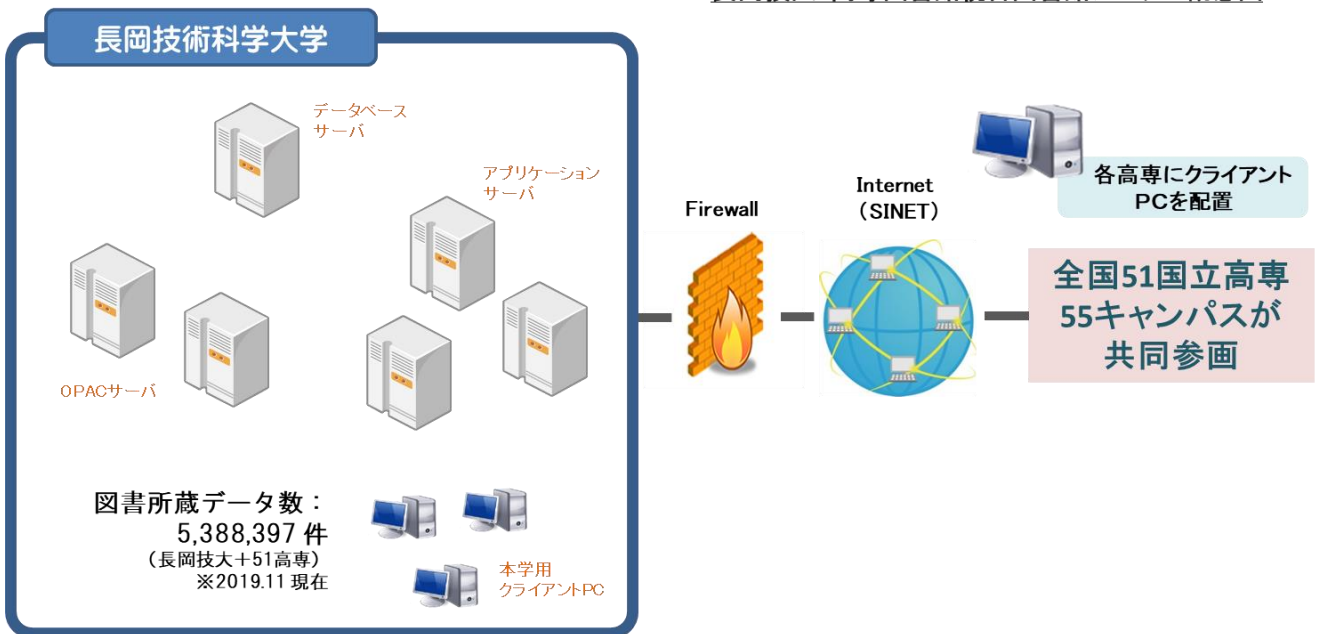 長岡技術科学大学
データベース
サーバ
アプリケーション
サーバ
OPACサーバ
図書所蔵データ数：
5,388,397 件
（長岡技大＋51高専）
※2019.11 現在
本学用
クライアントPC
Firewall
Internet
（SINET）
各高専にクライアント
PCを配置
全国51国立高専
55キャンパスが
共同参画